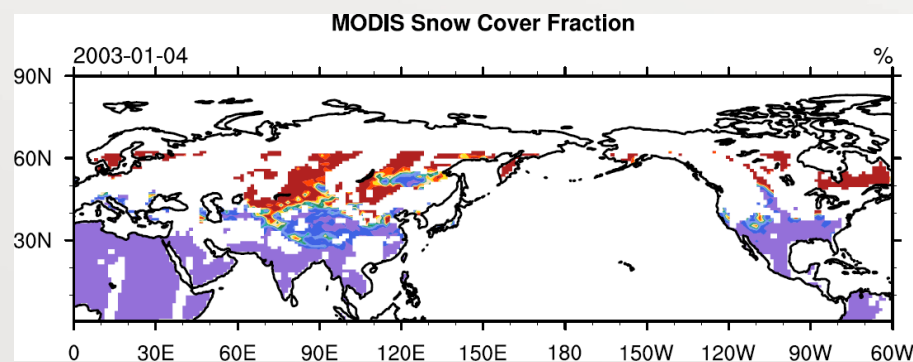 MODIS Snow Cover Fraction
2003-01-04 %
90N
60N
30N
0 30E 60E 90E 120E 150E 180 150W 120W 90W 60W